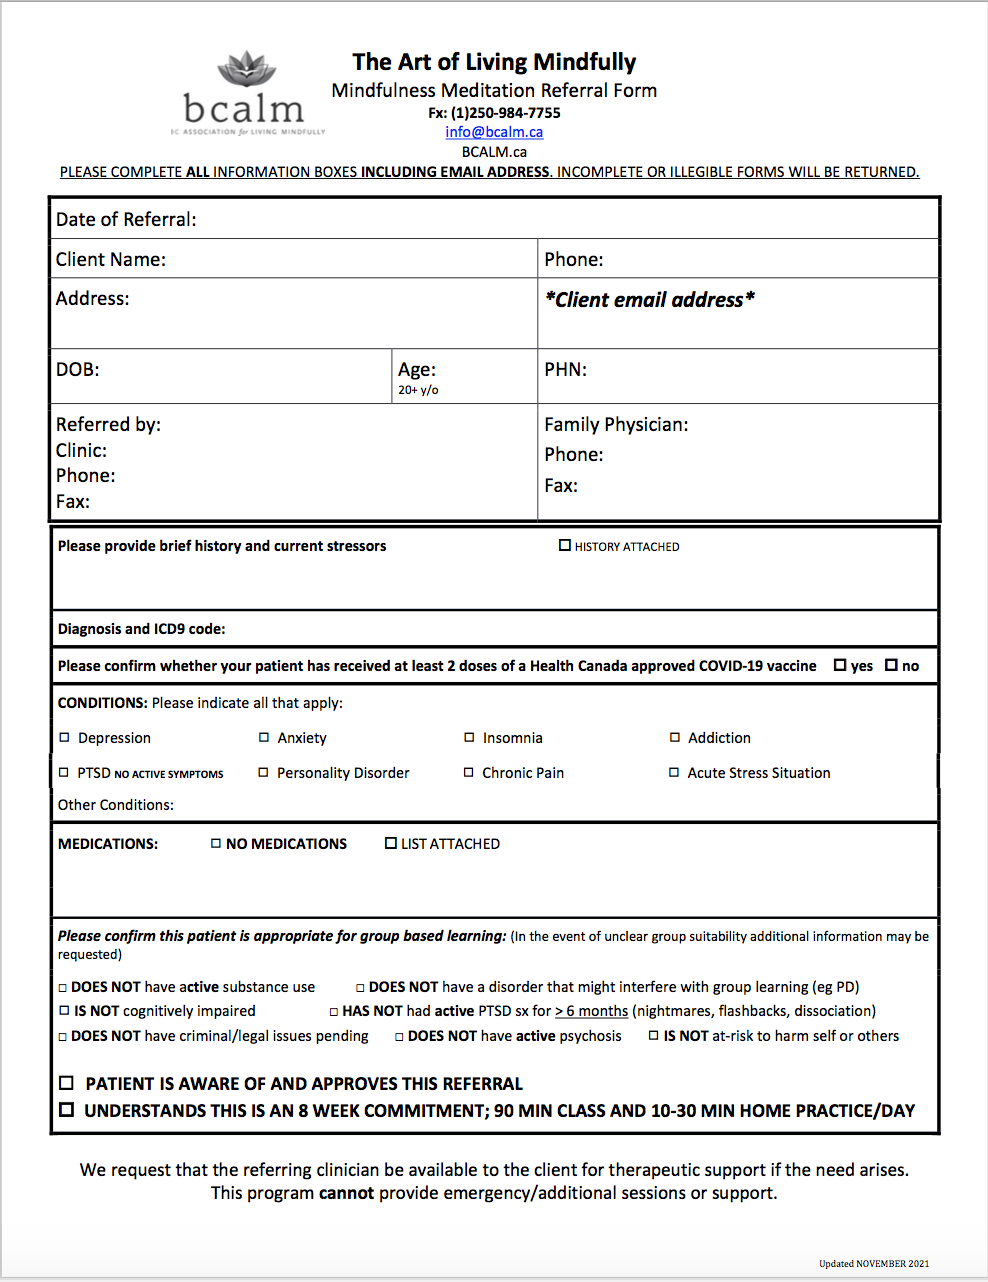 The Art of Living Mindfully
Mindfulness Meditation Referral Form
bcalm
BC ASSOCIATION for LIVING MINDFULLY
Fx: (1)250-984-7755
info@bcalm.ca
BCALM.ca
PLEASE COMPLETE ALL INFORMATION BOXES INCLUDING EMAIL ADDRESS. INCOMPLETE OR ILLEGIBLE FORMS WILL BE RETURNED.
Date of Referral:
Client Name: Phone:
Address: *Client email address*
DOB: Age: PHN:
20+ y/o
Referred by: Family Physician:
Clinic: Phone:
Phone: Fax:
Fax:
Please provide brief history and current stressors ☐ HISTORY ATTACHED
Diagnosis and ICD9 code:
Please confirm whether your patient has received at least 2 doses of a Health Canada approved COVID-19 vaccine ☐ yes ☐ no
CONDITIONS: Please indicate all that apply:
☐ Depression ☐ Anxiety ☐ Insomnia ☐ Addiction
☐ PTSD NO ACTIVE SYMPTOMS ☐ Personality Disorder ☐ Chronic Pain ☐ Acute Stress Situation
Other Conditions:
MEDICATIONS: ☐ NO MEDICATIONS ☐ LIST ATTACHED
Please confirm this patient is appropriate for group based learning: (In the event of unclear group suitability additional information may be
requested)
☐ DOES NOT have active substance use ☐ DOES NOT have a disorder that might interfere with group learning (eg PD)
☐ IS NOT cognitively impaired ☐ HAS NOT had active PTSD sx for > 6 months (nightmares, flashbacks, dissociation)
☐ DOES NOT have criminal/legal issues pending ☐ DOES NOT have active psychosis ☐ IS NOT at-risk to harm self or others
☐ PATIENT IS AWARE OF AND APPROVES THIS REFERRAL
☐ UNDERSTANDS THIS IS AN 8 WEEK COMMITMENT; 90 MIN CLASS AND 10-30 MIN HOME PRACTICE/DAY
We request that the referring clinician be available to the client for therapeutic support if the need arises.
This program cannot provide emergency/additional sessions or support.
Updated NOVEMBER 2021